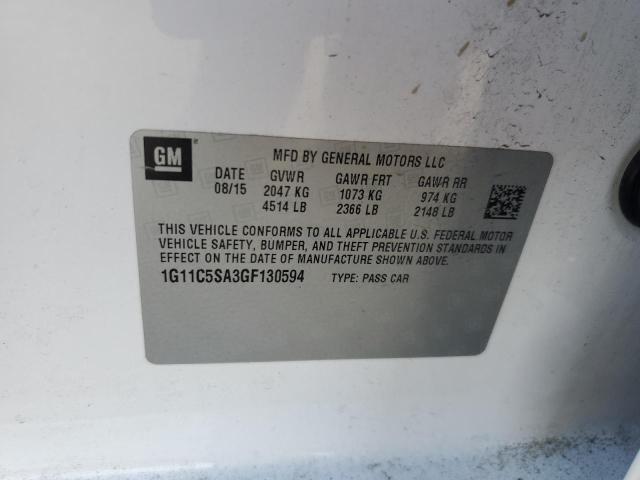 GM
MFD BY GENERAL MOTORS LLC
DATE GVWR GAWR FRT GAWR RR
08/15 2047 KG 1073 KG 974 KG
4514 LB 2366 LB 2148 LB
THIS VEHICLE CONFORMS TO ALL APPLICABLE U.S. FEDERAL MOTOR
VEHICLE SAFETY, BUMPER, AND THEFT PREVENTION STANDARDS IN
EFFECT ON THE DATE OF MANUFACTURE SHOWN ABOVE.
1G11C5SA3GF130594 TYPE: PASS CAR